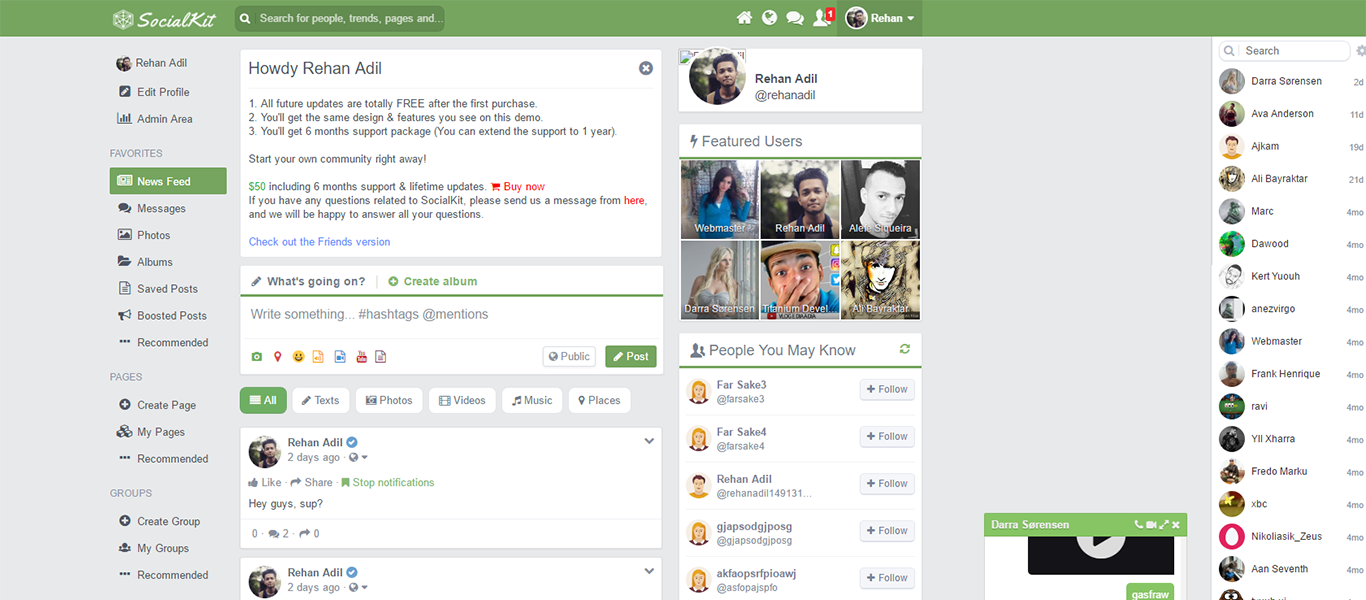 SocialKit
Search for people, trends, pages and...
1
Rehan
Rehan Adil
Edit Profile
Admin Area
FAVORITES
News Feed
Messages
Photos
Albums
Saved Posts
Boosted Posts
Recommended
PAGES
Create Page
My Pages
Recommended
GROUPS
Create Group
My Groups
Recommended
Howdy Rehan Adil
1. All future updates are totally FREE after the first purchase.
2. You'll get the same design & features you see on this demo.
3. You'll get 6 months support package (You can extend the support to 1 year).
Start your own community right away!
$50 including 6 months support & lifetime updates. Buy now
If you have any questions related to SocialKit, please send us a message from here,
and we will be happy to answer all your questions.
Check out the Friends version
What's going on?
Create album
Write something... #hashtags @mentions
Public
Post
All
Texts
Photos
Videos
Music
Places
Rehan Adil
2 days ago ·
Like · Share · Stop notifications
Hey guys, sup?
0 · 2 · 0
Rehan Adil
2 days ago ·
Rehan Adil
@rehanadil
Featured Users
Webmaster
Rehan Adil
Alefe Siqueira
Darra Sørensen
Titanium Devel...
Ali Bayraktar
People You May Know
Far Sake3
@farsake3
Follow
Far Sake4
@farsake4
Follow
Rehan Adil
@rehanadil149131...
Follow
gjapsodgjposg
@gjapsodgjposg
Follow
akfaopsrfpioawj
@asfopajspfo
Follow
Darra Sørensen
gasfraw
Search
Darra Sørensen 2d
Ava Anderson 11d
Ajkam 19d
Ali Bayraktar 21d
Marc 4mo
Dawood 4mo
Kert Yuouh 4mo
anezvirgo 4mo
Webmaster 4mo
Frank Henrique 4mo
ravi 4mo
Yll Xharra 4mo
Fredo Marku 4mo
xbc 4mo
Nikoliasik_Zeus 4mo
Aan Seventh 4mo